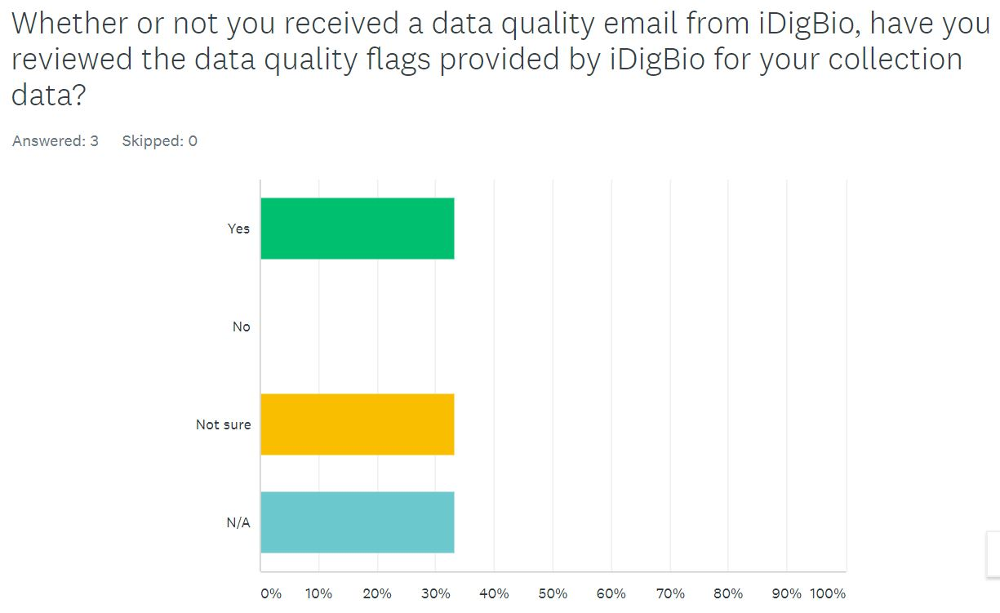 Whether or not you received a data quality email from iDigBio, have you
reviewed the data quality flags provided by iDigBio for your collection
data?
Answered: 3 Skipped: 0
Yes
No
Not sure
N/A
0% 10% 20% 30% 40% 50% 60% 70% 80% 90% 100%